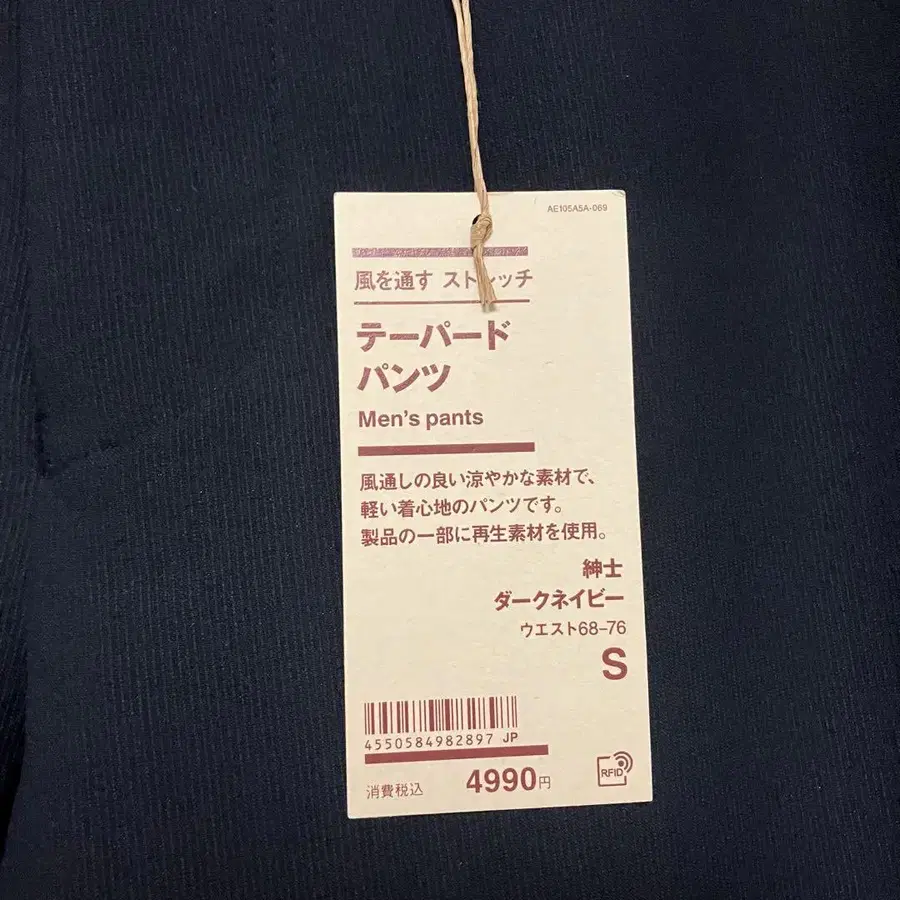 AE105A5A-069
風を通す ストレッチ
テーパード
パンツ
Men's pants
風通しの良い涼やかな素材で、
軽い着心地のパンツです。
製品の一部に再生素材を使用。
紳士
ダークネイビー
ウエスト68-76
S
4550584982897 JP
消費税込 4990円
RFID